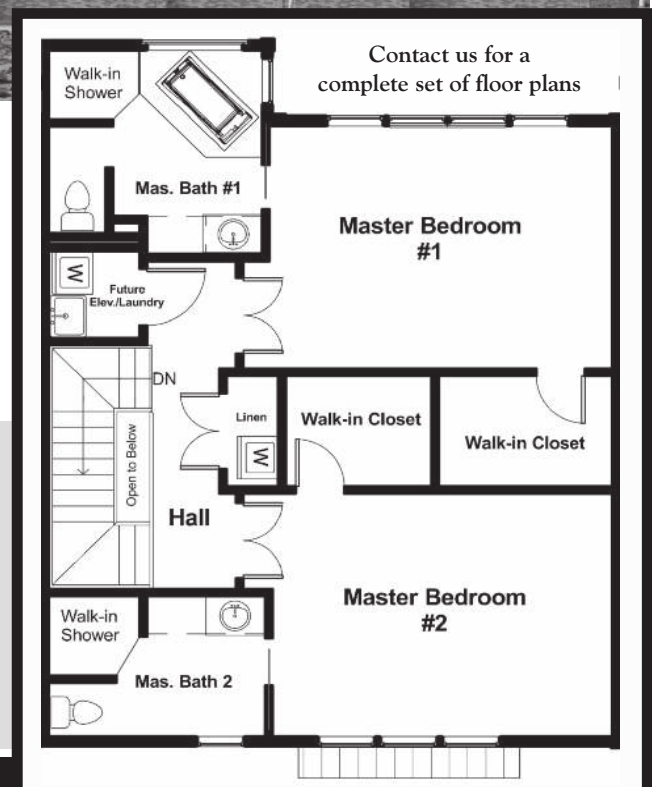 Contact us for a
complete set of floor plans
Walk-in
Shower
Mas. Bath #1
Master Bedroom
#1
W
Future
Elev./Laundry
DN
Linen
W
Walk-in Closet
Walk-in Closet
Open to Below
Hall
Walk-in
Shower
Master Bedroom
#2
Mas. Bath 2